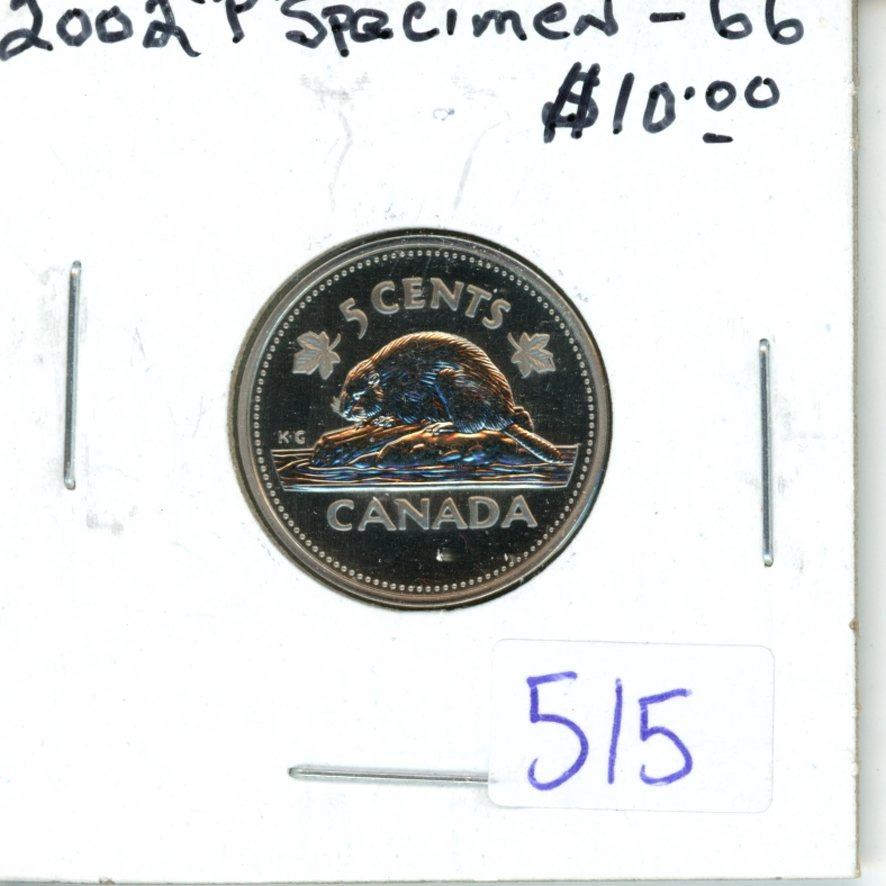 2002 "P" Specimen - 66
$10.00
5 CENTS
K·G
CANADA
515